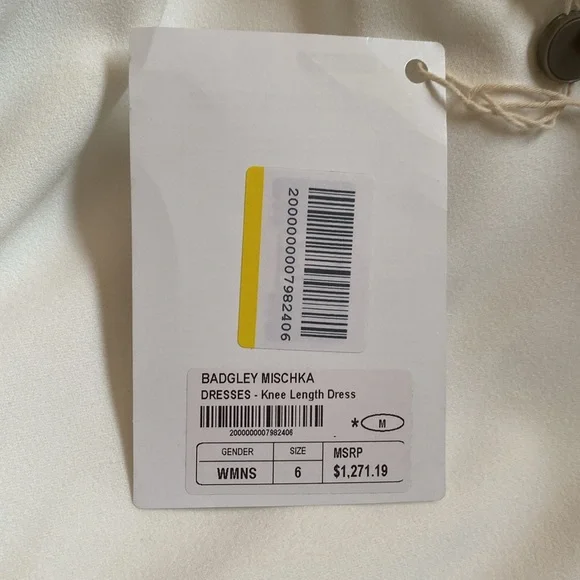 2000000007982406
BADGLEY MISCHKA
DRESSES - Knee Length Dress
2000000007982406
* M
GENDER SIZE MSRP
WMNS 6 $1,271.19